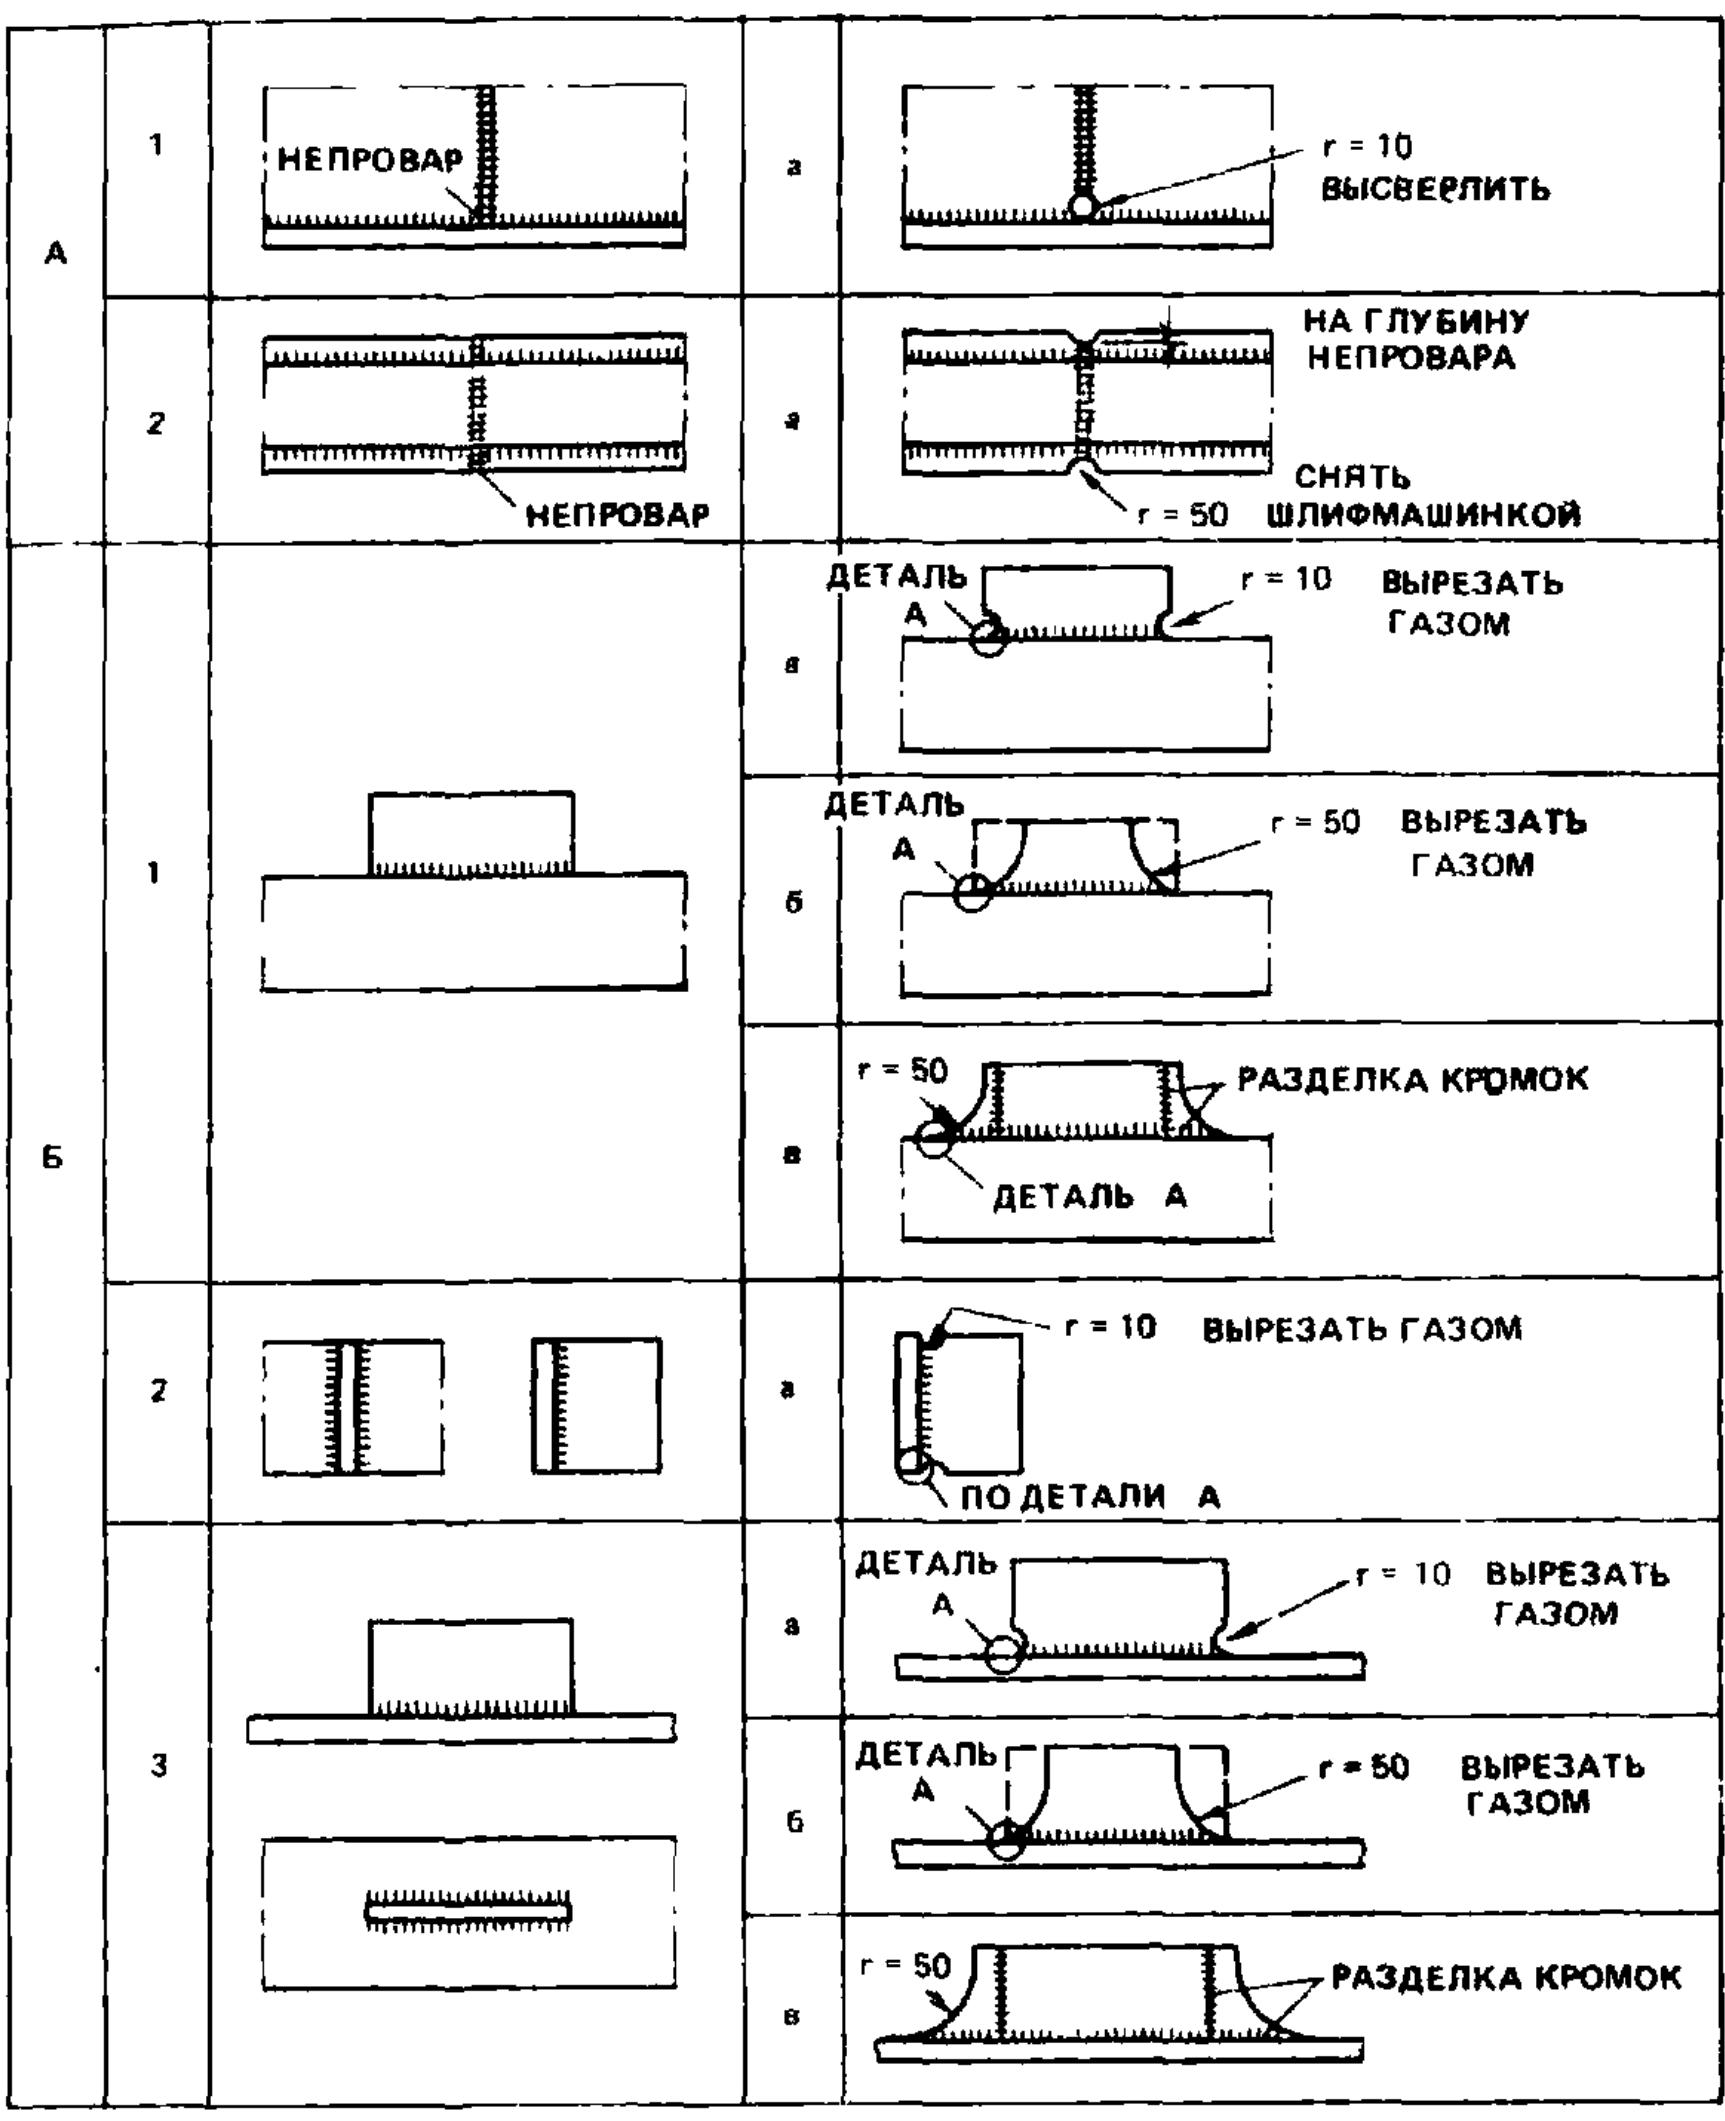 А
1
НЕПРОВАР
а
r = 10
ВЫСВЕРЛИТЬ
2
НЕПРОВАР
а
НА ГЛУБИНУ
НЕПРОВАРА
СНЯТЬ
r = 50 ШЛИФМАШИНКОЙ
Б
1
ДЕТАЛЬ
А
r = 10 ВЫРЕЗАТЬ
ГАЗОМ
ДЕТАЛЬ
А
б
r = 50 ВЫРЕЗАТЬ
ГАЗОМ
в
r = 50
РАЗДЕЛКА КРОМОК
ДЕТАЛЬ А
2
а
r = 10 ВЫРЕЗАТЬ ГАЗОМ
ПО ДЕТАЛИ А
3
а
ДЕТАЛЬ
А
r = 10 ВЫРЕЗАТЬ
ГАЗОМ
б
ДЕТАЛЬ
А
r = 50 ВЫРЕЗАТЬ
ГАЗОМ
в
r = 50
РАЗДЕЛКА КРОМОК